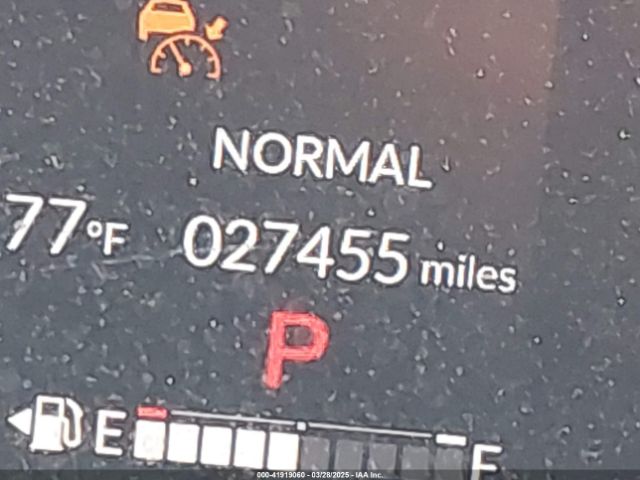 NORMAL
77°F 027455 miles
P
E F
000-41919060 - 03/28/2025 - IAA Inc.